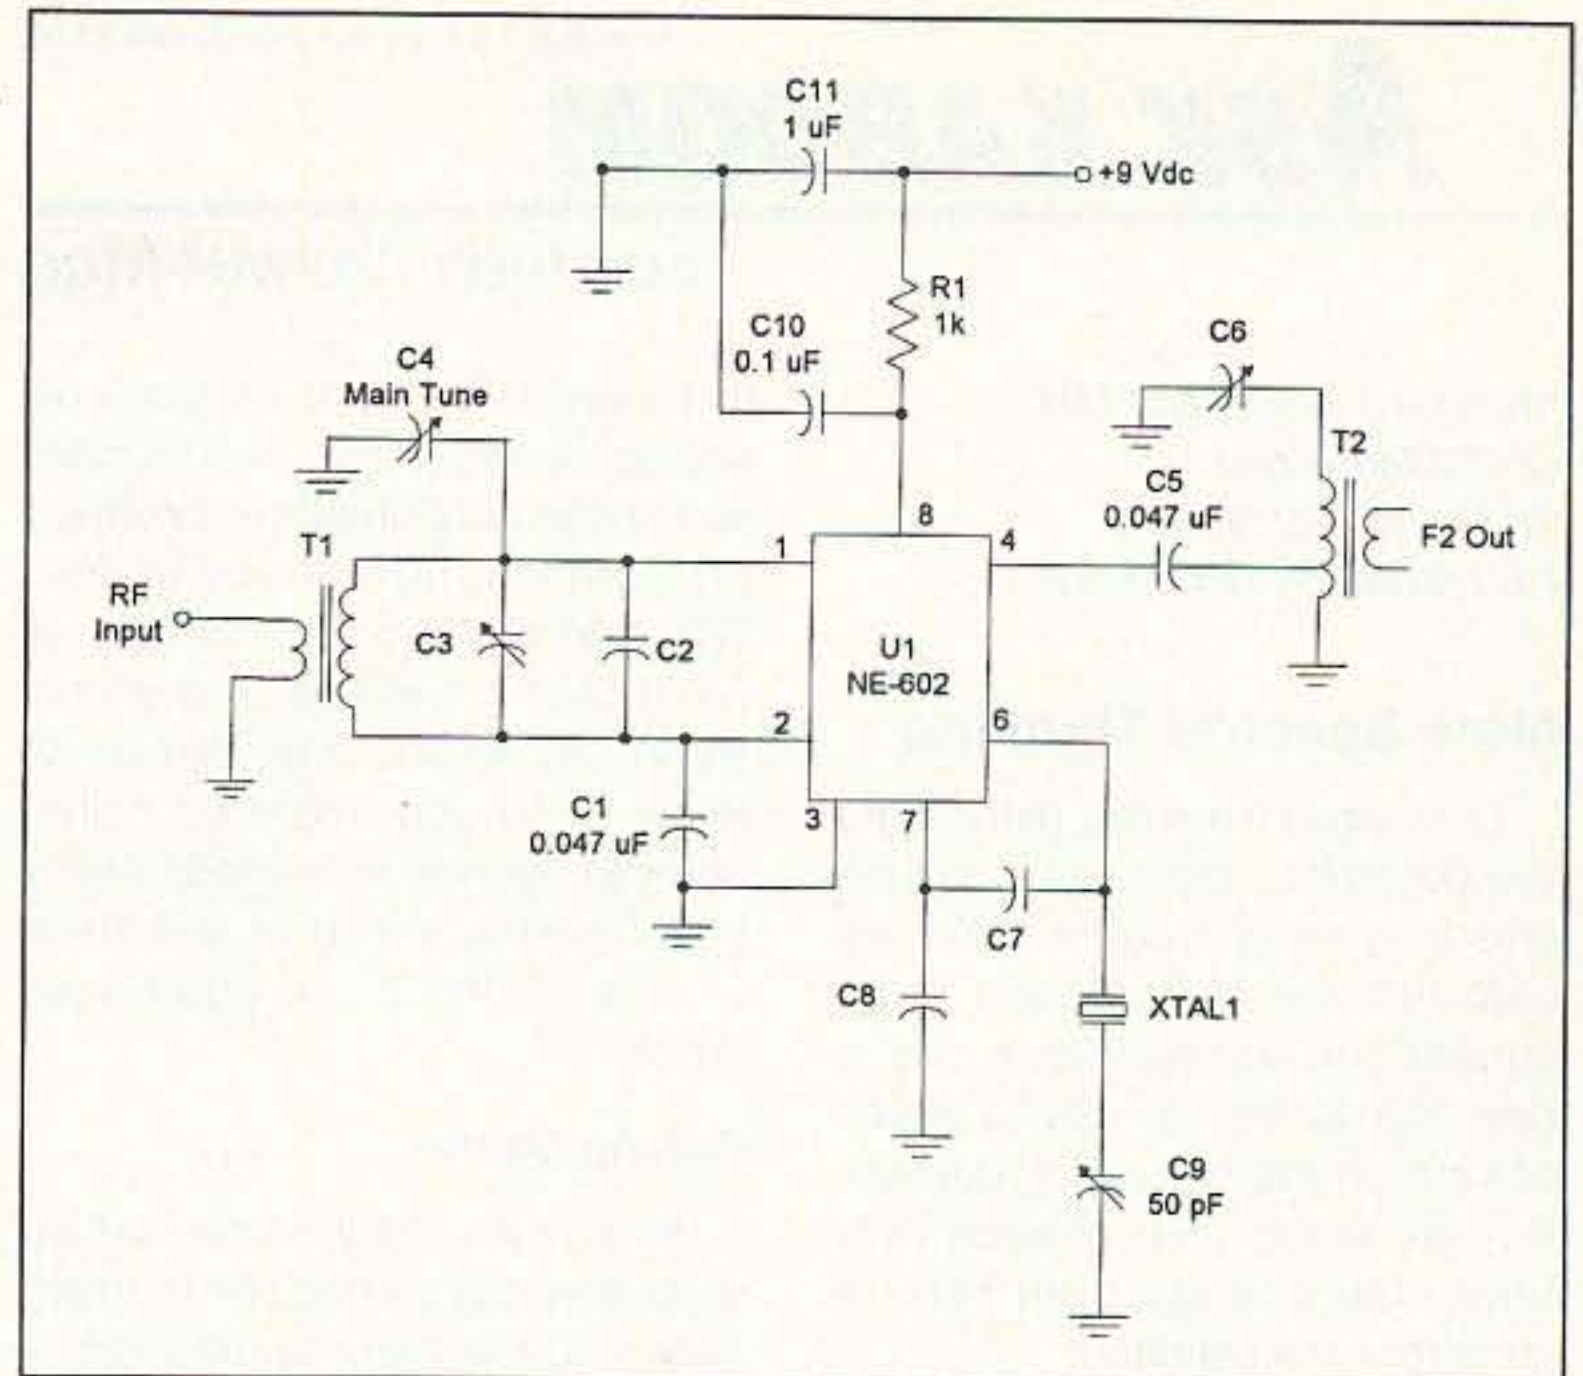 C11
1 uF
+9 Vdc
R1
1k
C10
0.1 uF
C4
Main Tune
C6
T2
C5
0.047 uF
F2 Out
T1
RF
Input
C3
C2
1
8
4
U1
NE-602
2
6
3
7
C1
0.047 uF
C7
C8
XTAL1
C9
50 pF